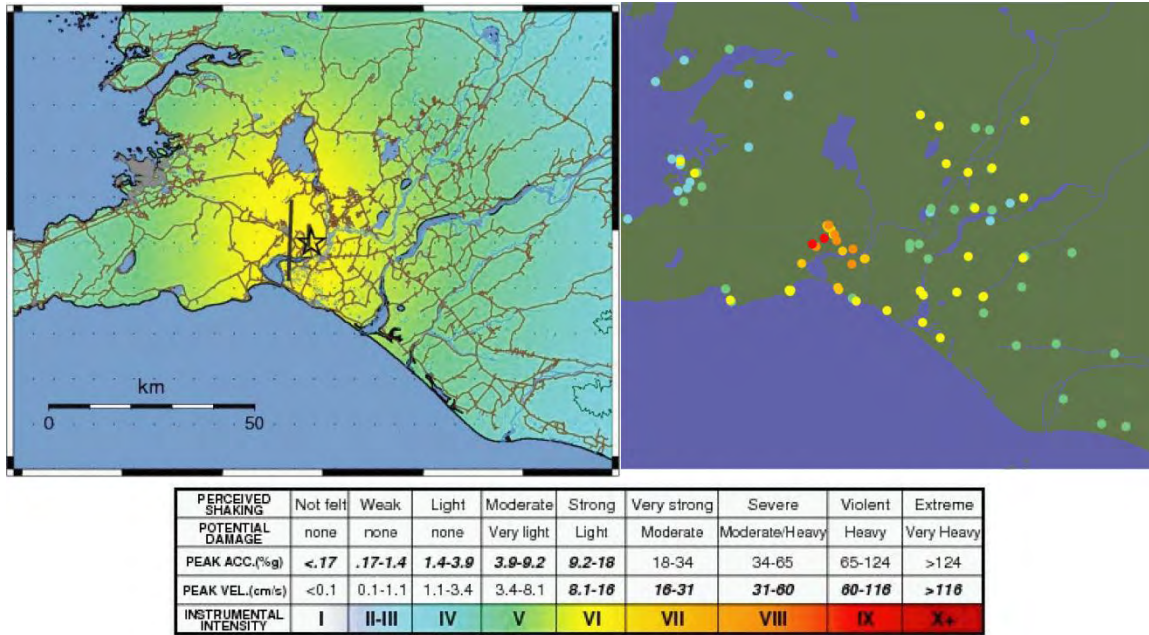 km
0 50
PERCEIVED SHAKING Not felt Weak Light Moderate Strong Very strong Severe Violent Extreme
POTENTIAL DAMAGE none none none Very light Light Moderate Moderate/Heavy Heavy Very Heavy
PEAK ACC.(%g) <.17 .17-1.4 1.4-3.9 3.9-9.2 9.2-18 18-34 34-65 65-124 >124
PEAK VEL.(cm/s) <0.1 0.1-1.1 1.1-3.4 3.4-8.1 8.1-16 16-31 31-60 60-116 >116
INSTRUMENTAL INTENSITY I II-III IV V VI VII VIII IX X+